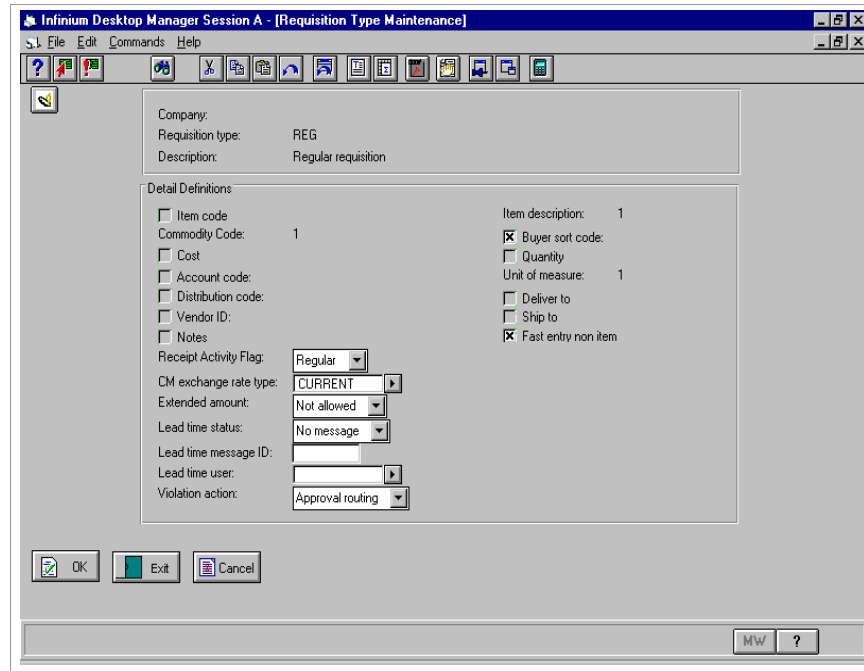 Infinium Desktop Manager Session A - [Requisition Type Maintenance]
File Edit Commands Help
Company:
Requisition type: REG
Description: Regular requisition
Detail Definitions
Item code
Item description: 1
Commodity Code: 1
Buyer sort code:
Cost
Quantity
Account code:
Unit of measure: 1
Distribution code:
Deliver to
Vendor ID:
Ship to
Notes
Fast entry non item
Receipt Activity Flag: Regular
CM exchange rate type: CURRENT
Extended amount: Not allowed
Lead time status: No message
Lead time message ID:
Lead time user:
Violation action: Approval routing
OK Exit Cancel
MW ?